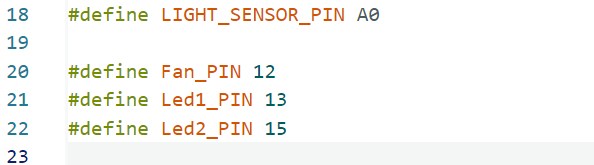 18 #define LIGHT_SENSOR_PIN A0
19
20 #define Fan_PIN 12
21 #define Led1_PIN 13
22 #define Led2_PIN 15
23